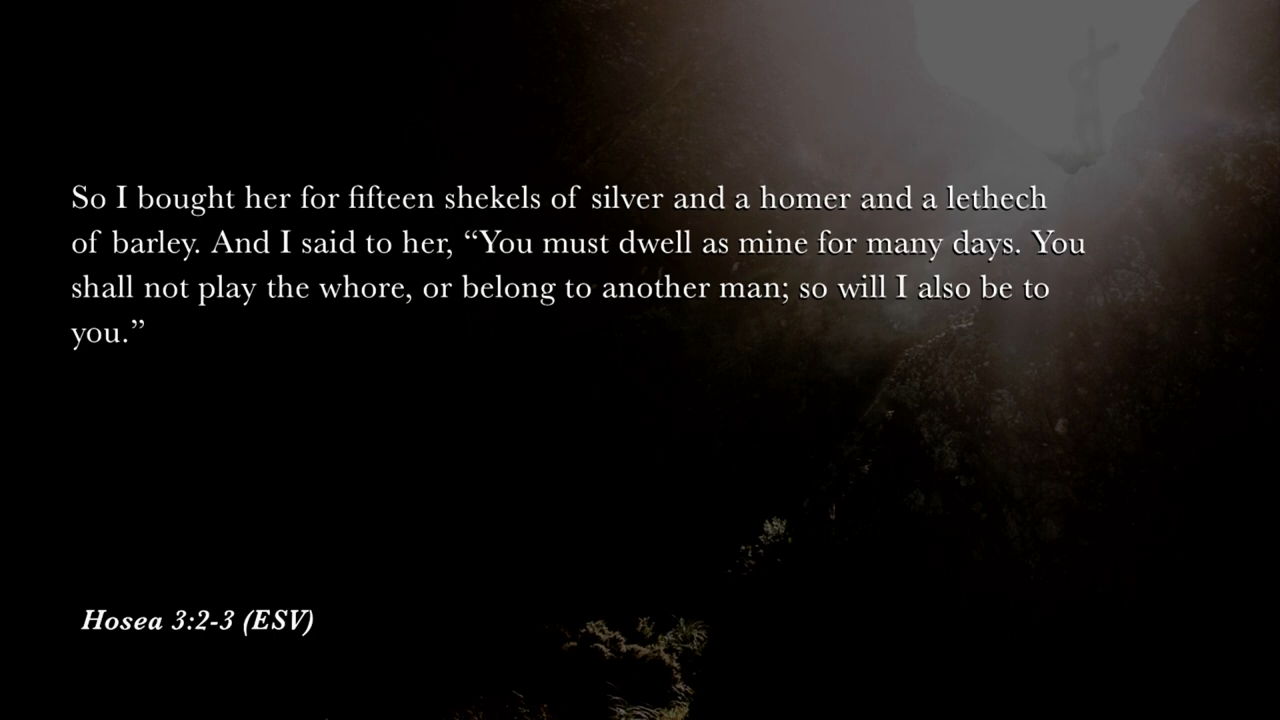 So I bought her for fifteen shekels of silver and a homer and a lethech
of barley. And I said to her, “You must dwell as mine for many days. You
shall not play the whore, or belong to another man; so will I also be to
you.”
Hosea 3:2-3 (ESV)